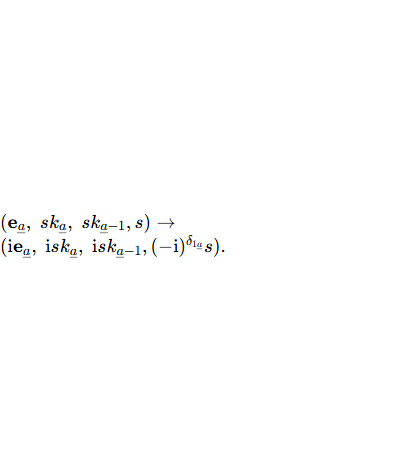 (𝐞_a̲, sk_a̲, sk_{a̲−1}, s) →
(i𝐞_a̲, isk_a̲, isk_{a̲−1}, (−i)^{δ_{1a̲}} s).